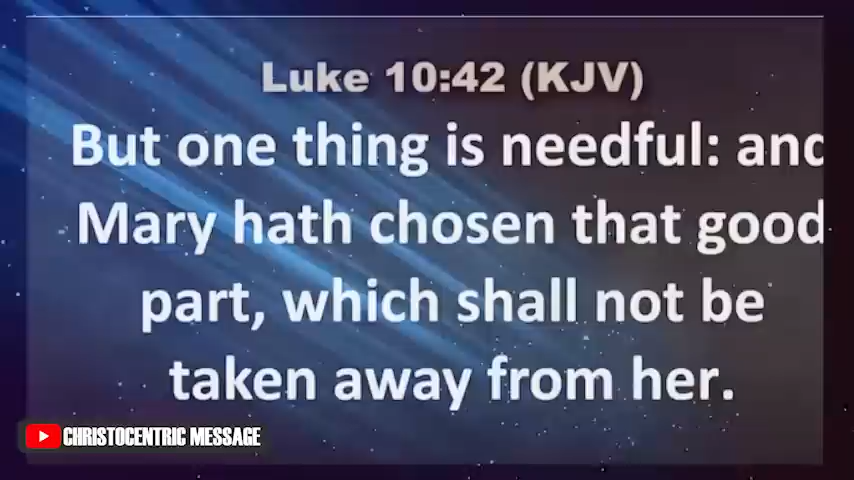 Luke 10:42 (KJV)
But one thing is needful: and
Mary hath chosen that good
part, which shall not be
taken away from her.
CHRISTOCENTRIC MESSAGE